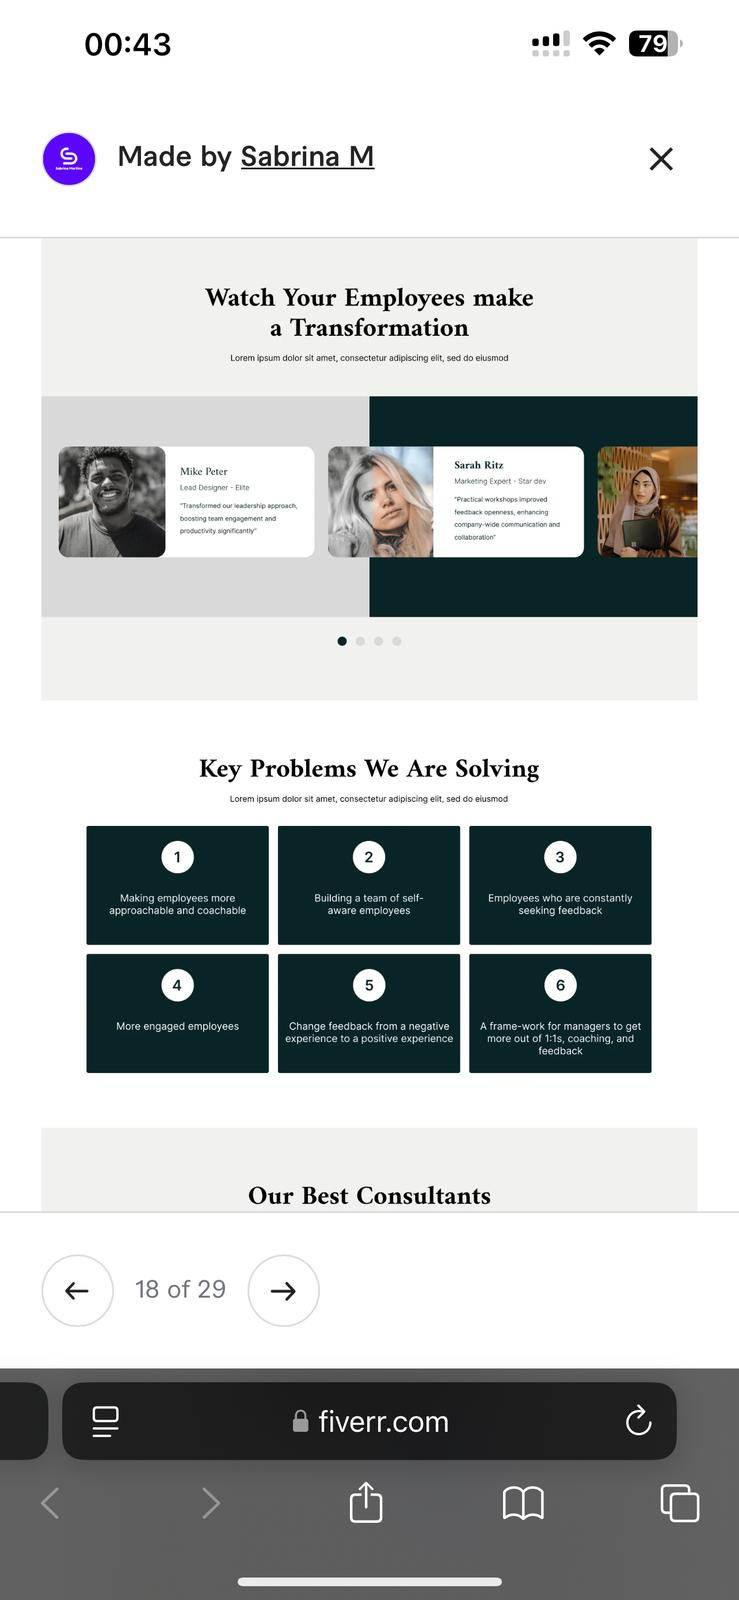 00:43
79
Sabrina Martins
Made by Sabrina M
Watch Your Employees make
a Transformation
Lorem ipsum dolor sit amet, consectetur adipiscing elit, sed do eiusmod
Mike Peter
Lead Designer - Elite
"Transformed our leadership approach,
boosting team engagement and
productivity significantly"
Sarah Ritz
Marketing Expert - Star dev
"Practical workshops improved
feedback openness, enhancing
company-wide communication and
collaboration"
Key Problems We Are Solving
Lorem ipsum dolor sit amet, consectetur adipiscing elit, sed do eiusmod
1
Making employees more
approachable and coachable
2
Building a team of self-
aware employees
3
Employees who are constantly
seeking feedback
4
More engaged employees
5
Change feedback from a negative
experience to a positive experience
6
A frame-work for managers to get
more out of 1:1s, coaching, and
feedback
Our Best Consultants
18 of 29
fiverr.com